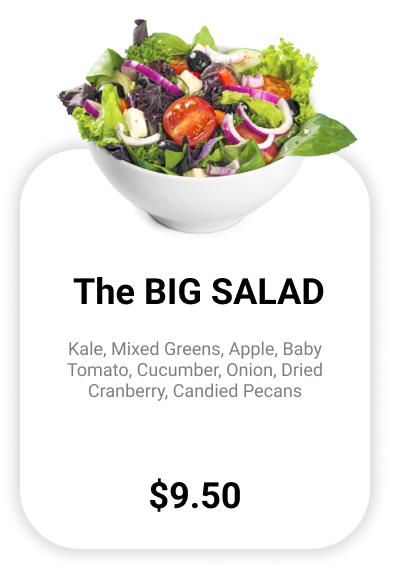 The BIG SALAD
Kale, Mixed Greens, Apple, Baby
Tomato, Cucumber, Onion, Dried
Cranberry, Candied Pecans
$9.50